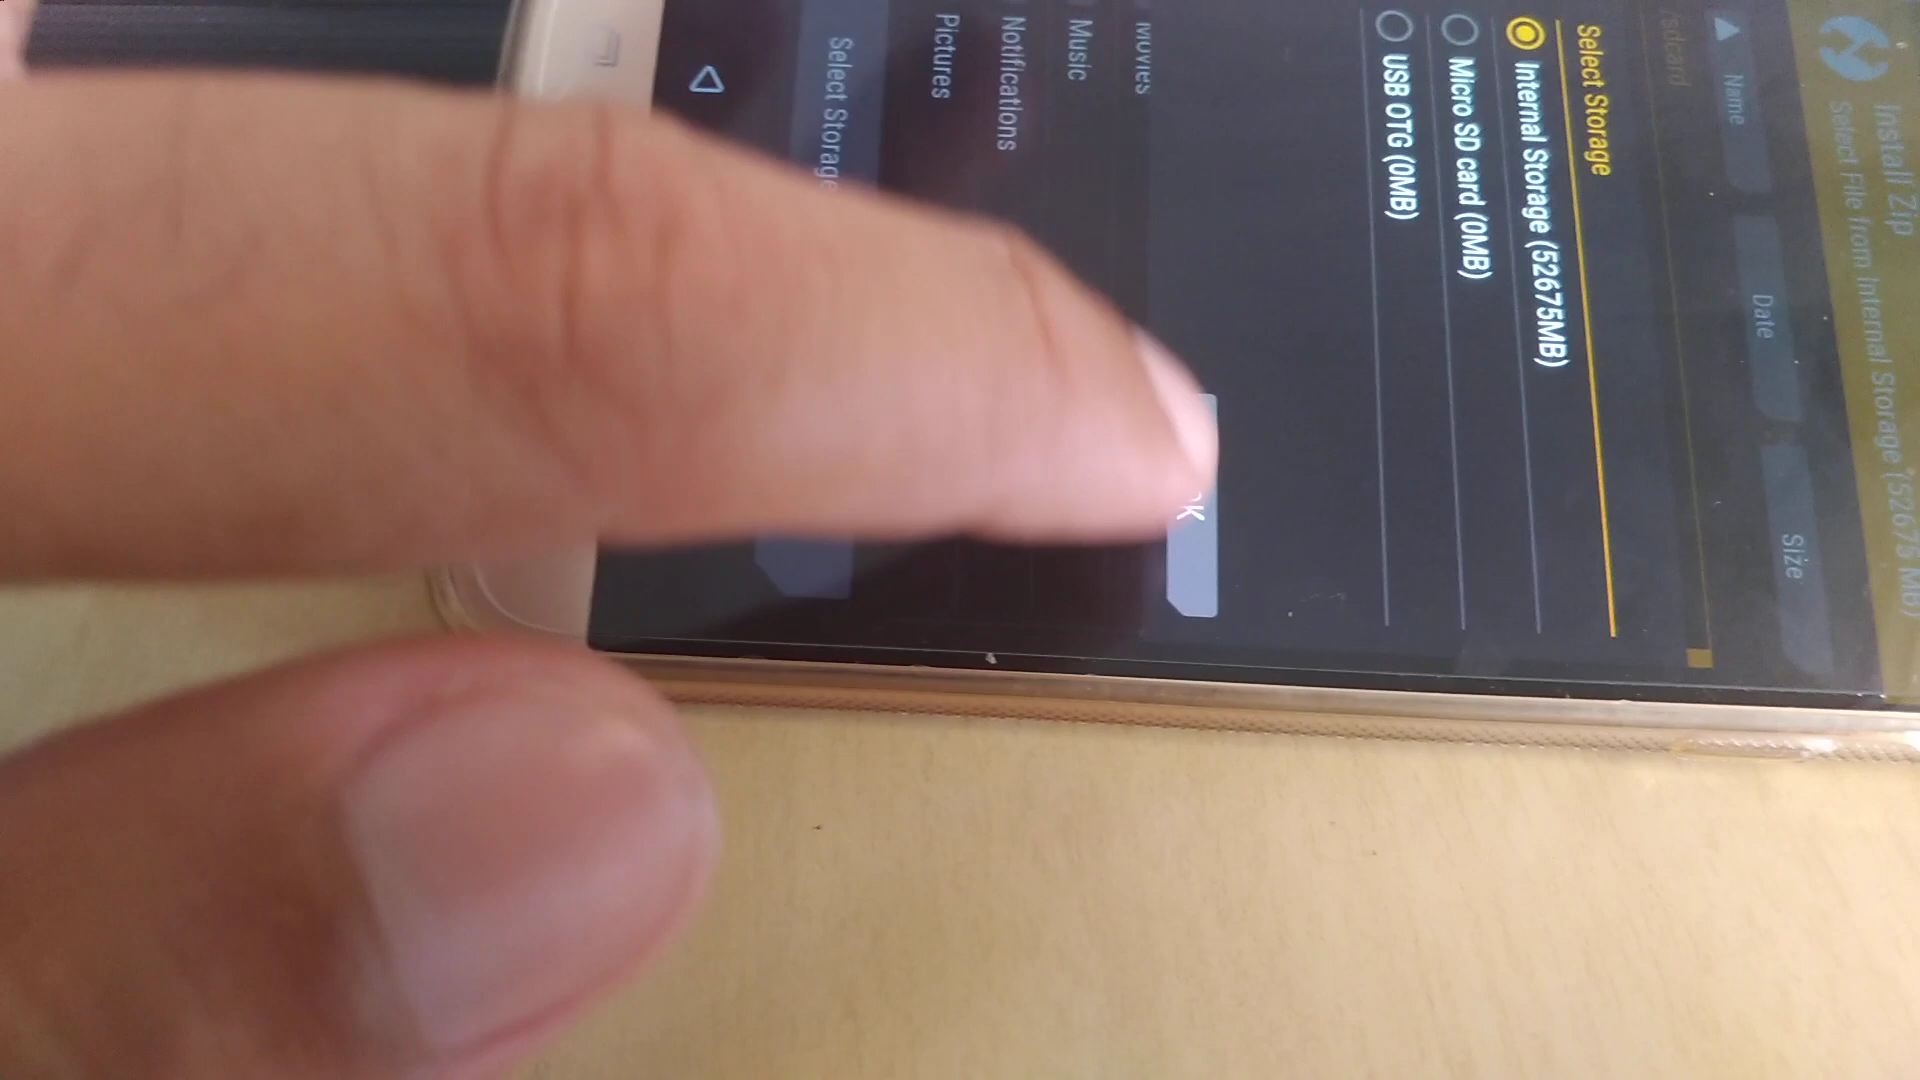 Install Zip
Select File from Internal Storage (52675 MB)
Name
Date
Size
/sdcard
Select Storage
Internal Storage (52675MB)
Micro SD card (0MB)
USB OTG (0MB)
Movies
Music
Notifications
Pictures
Select Storage